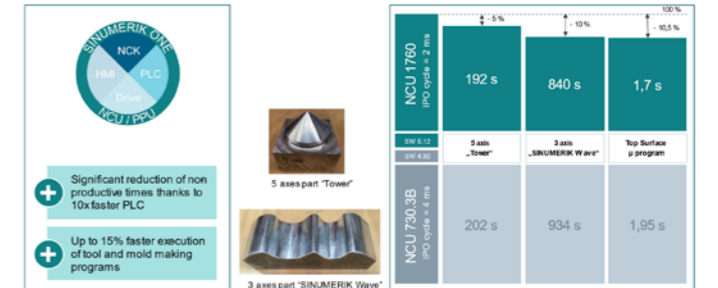 SINUMERIK ONE
NCK
HMI
PLC
Drive
NCU / PPU
Significant reduction of non
productive times thanks to
10x faster PLC
Up to 15% faster execution
of tool and mold making
programs
5 axes part "Tower"
3 axes part "SINUMERIK Wave"
100 %
- 5%
- 10%
- 10,5%
NCU 1760
IPO cycle = 2 ms
192 s
840 s
1,7 s
SW 6.12
SW 4.92
5 axis
„Tower"
3 axis
„SINUMERIK Wave"
Top Surface
µ program
NCU 730.3B
IPO cycle = 4 ms
202 s
934 s
1,95 s